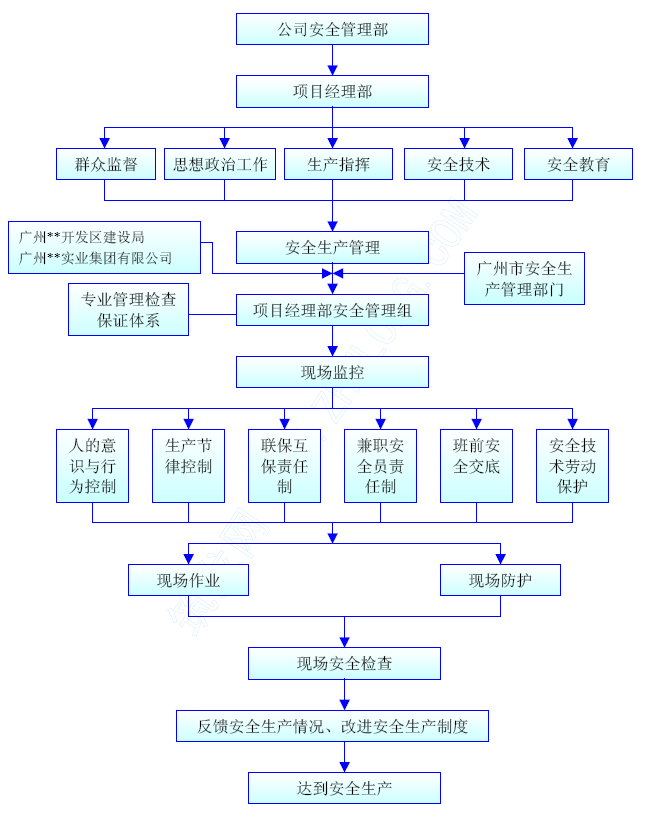 公司安全管理部
项目经理部
群众监督
思想政治工作
生产指挥
安全技术
安全教育
广州**开发区建设局
广州**实业集团有限公司
安全生产管理
广州市安全生
产管理部门
专业管理检查
保证体系
项目经理部安全管理组
现场监控
人的意
识与行
为控制
生产节
律控制
联保互
保责任
制
兼职安
全员责
任制
班前安
全交底
安全技
术劳动
保护
现场作业
现场防护
现场安全检查
反馈安全生产情况、改进安全生产制度
达到安全生产